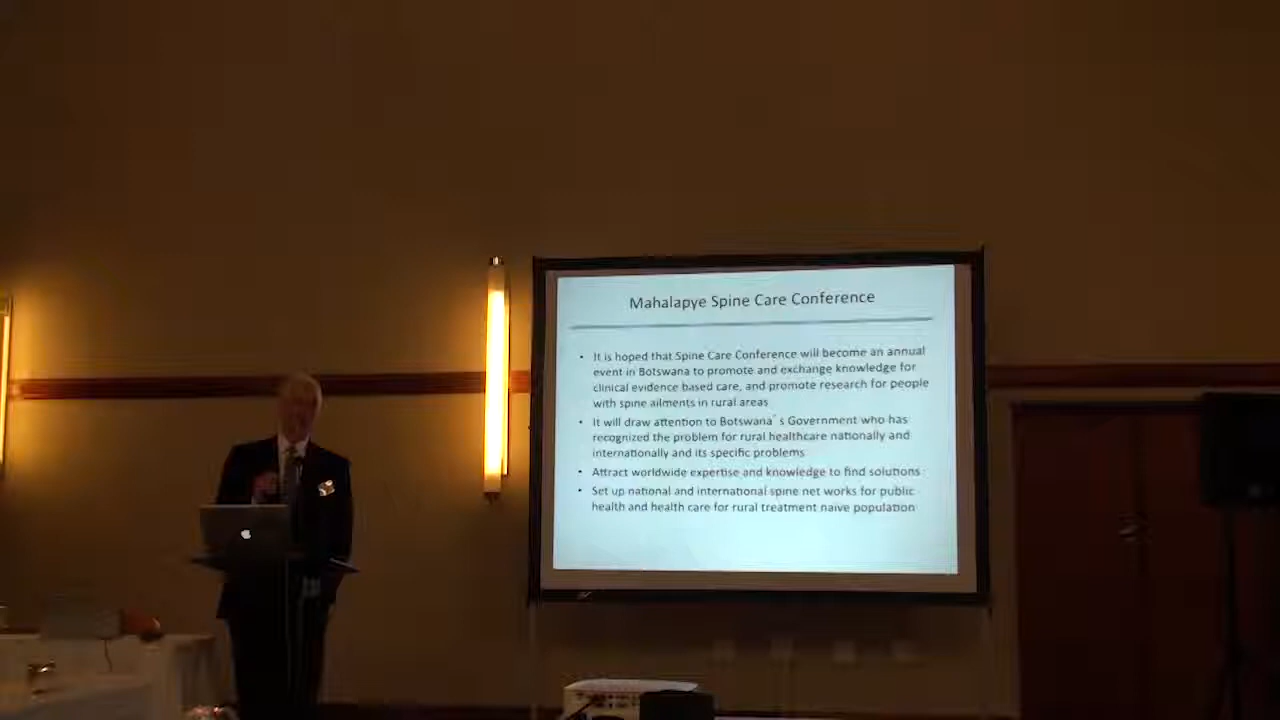 Mahalapye Spine Care Conference
• It is hoped that Spine Care Conference will become an annual
event in Botswana to promote and exchange knowledge for
clinical evidence based care, and promote research for people
with spine ailments in rural areas
• It will draw attention to Botswana´s Government who has
recognized the problem for rural healthcare nationally and
internationally and its specific problems
• Attract worldwide expertise and knowledge to find solutions
• Set up national and international spine net works for public
health and health care for rural treatment naive population